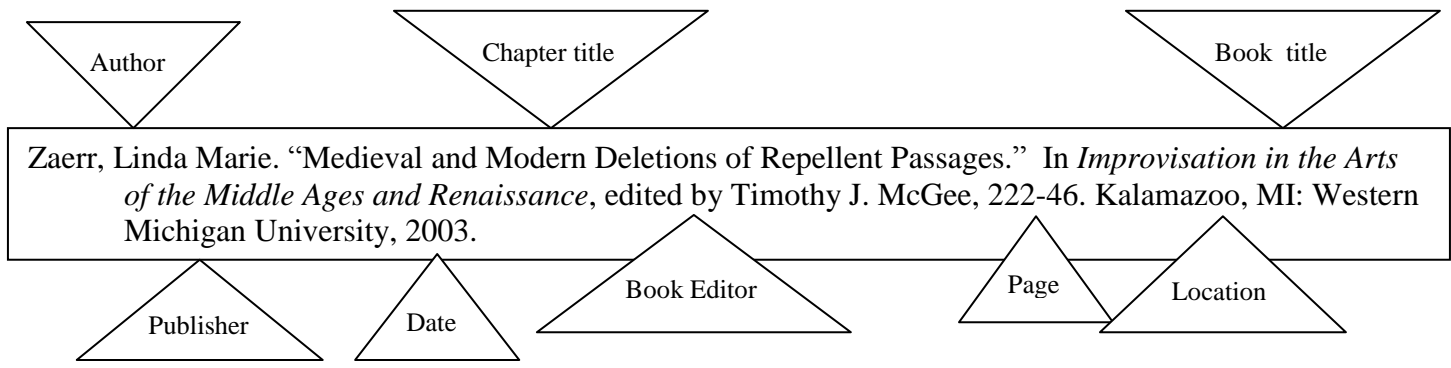 Author
Chapter title
Book title
Zaerr, Linda Marie. “Medieval and Modern Deletions of Repellent Passages.” In Improvisation in the Arts
of the Middle Ages and Renaissance, edited by Timothy J. McGee, 222-46. Kalamazoo, MI: Western
Michigan University, 2003.
Publisher
Date
Book Editor
Page
Location